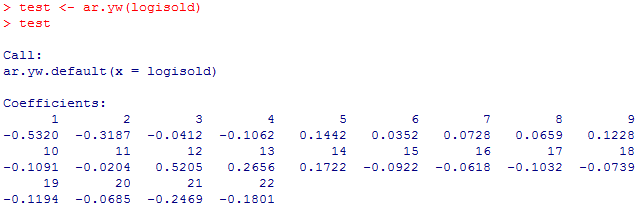 > test <- ar.yw(logisold)
> test
Call:
ar.yw.default(x = logisold)
Coefficients:
1 2 3 4 5 6 7 8 9
-0.5320 -0.3187 -0.0412 -0.1062 0.1442 0.0352 0.0728 0.0659 0.1228
10 11 12 13 14 15 16 17 18
-0.1091 -0.0204 0.5205 0.2656 0.1722 -0.0922 -0.0618 -0.1032 -0.0739
19 20 21 22
-0.1194 -0.0685 -0.2469 -0.1801